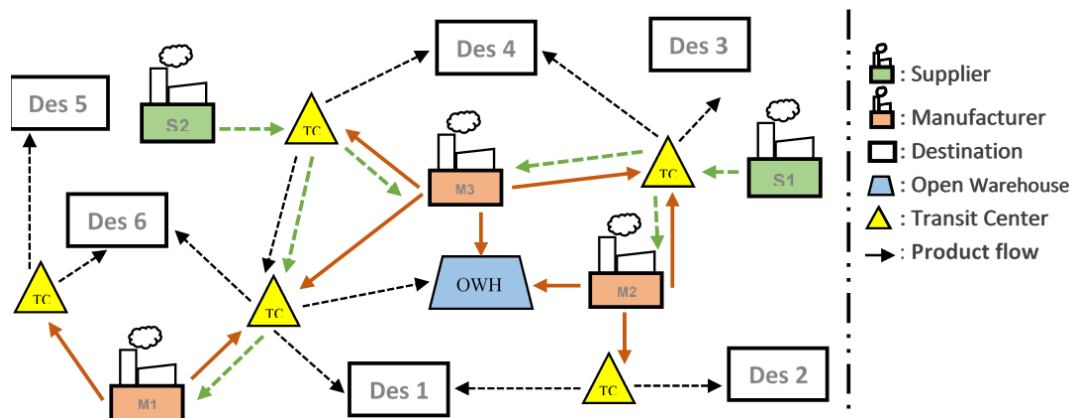 Des 4
Des 3
Des 5
S2
TC
M3
TC
S1
Des 6
TC
TC
OWH
M2
M1
Des 1
TC
Des 2
: Supplier
: Manufacturer
: Destination
: Open Warehouse
: Transit Center
: Product flow